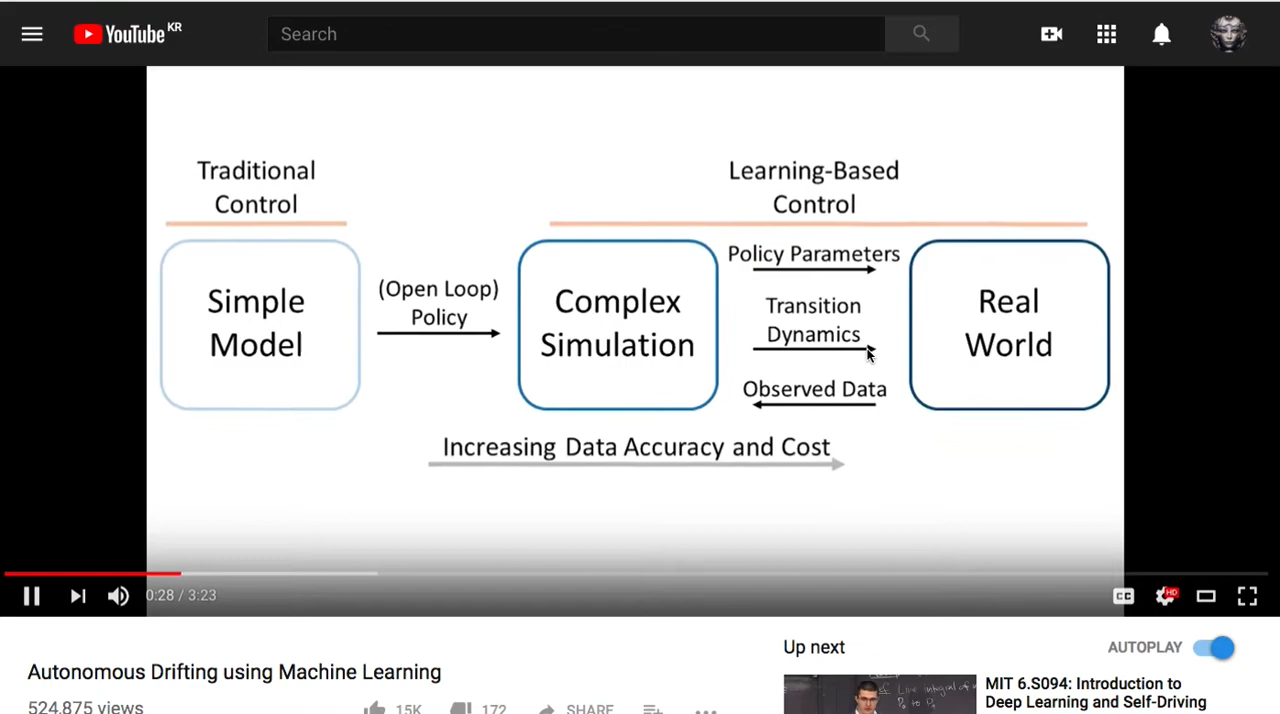 YouTube KR
Search
Traditional
Control
Learning-Based
Control
Simple
Model
(Open Loop)
Policy
Complex
Simulation
Policy Parameters
Transition
Dynamics
Observed Data
Real
World
Increasing Data Accuracy and Cost
0:28 / 3:23
CC
HD
Autonomous Drifting using Machine Learning
524,875 views
15K
172
SHARE
Up next
AUTOPLAY
MIT 6.S094: Introduction to
Deep Learning and Self-Driving